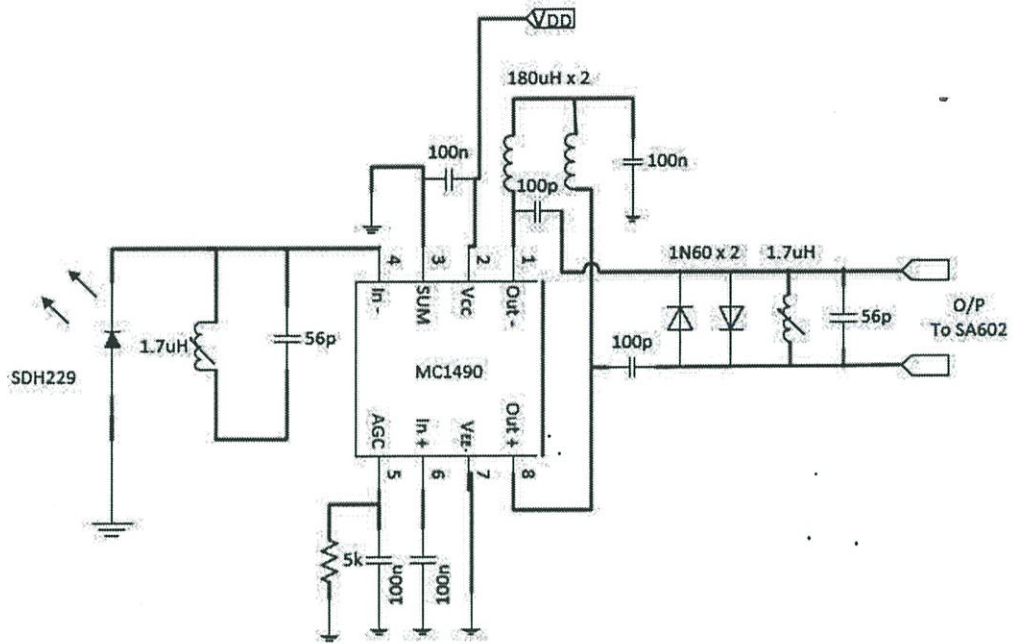 VDD
180uH x 2
100n
100n
100p
4
3
2
1
In -
SUM
Vcc
Out -
1N60 x 2
1.7uH
1.7uH
56p
56p
O/P
To SA602
100p
SDH229
MC1490
AGC
In +
VEE-
Out +
5
6
7
8
5k
100n
100n